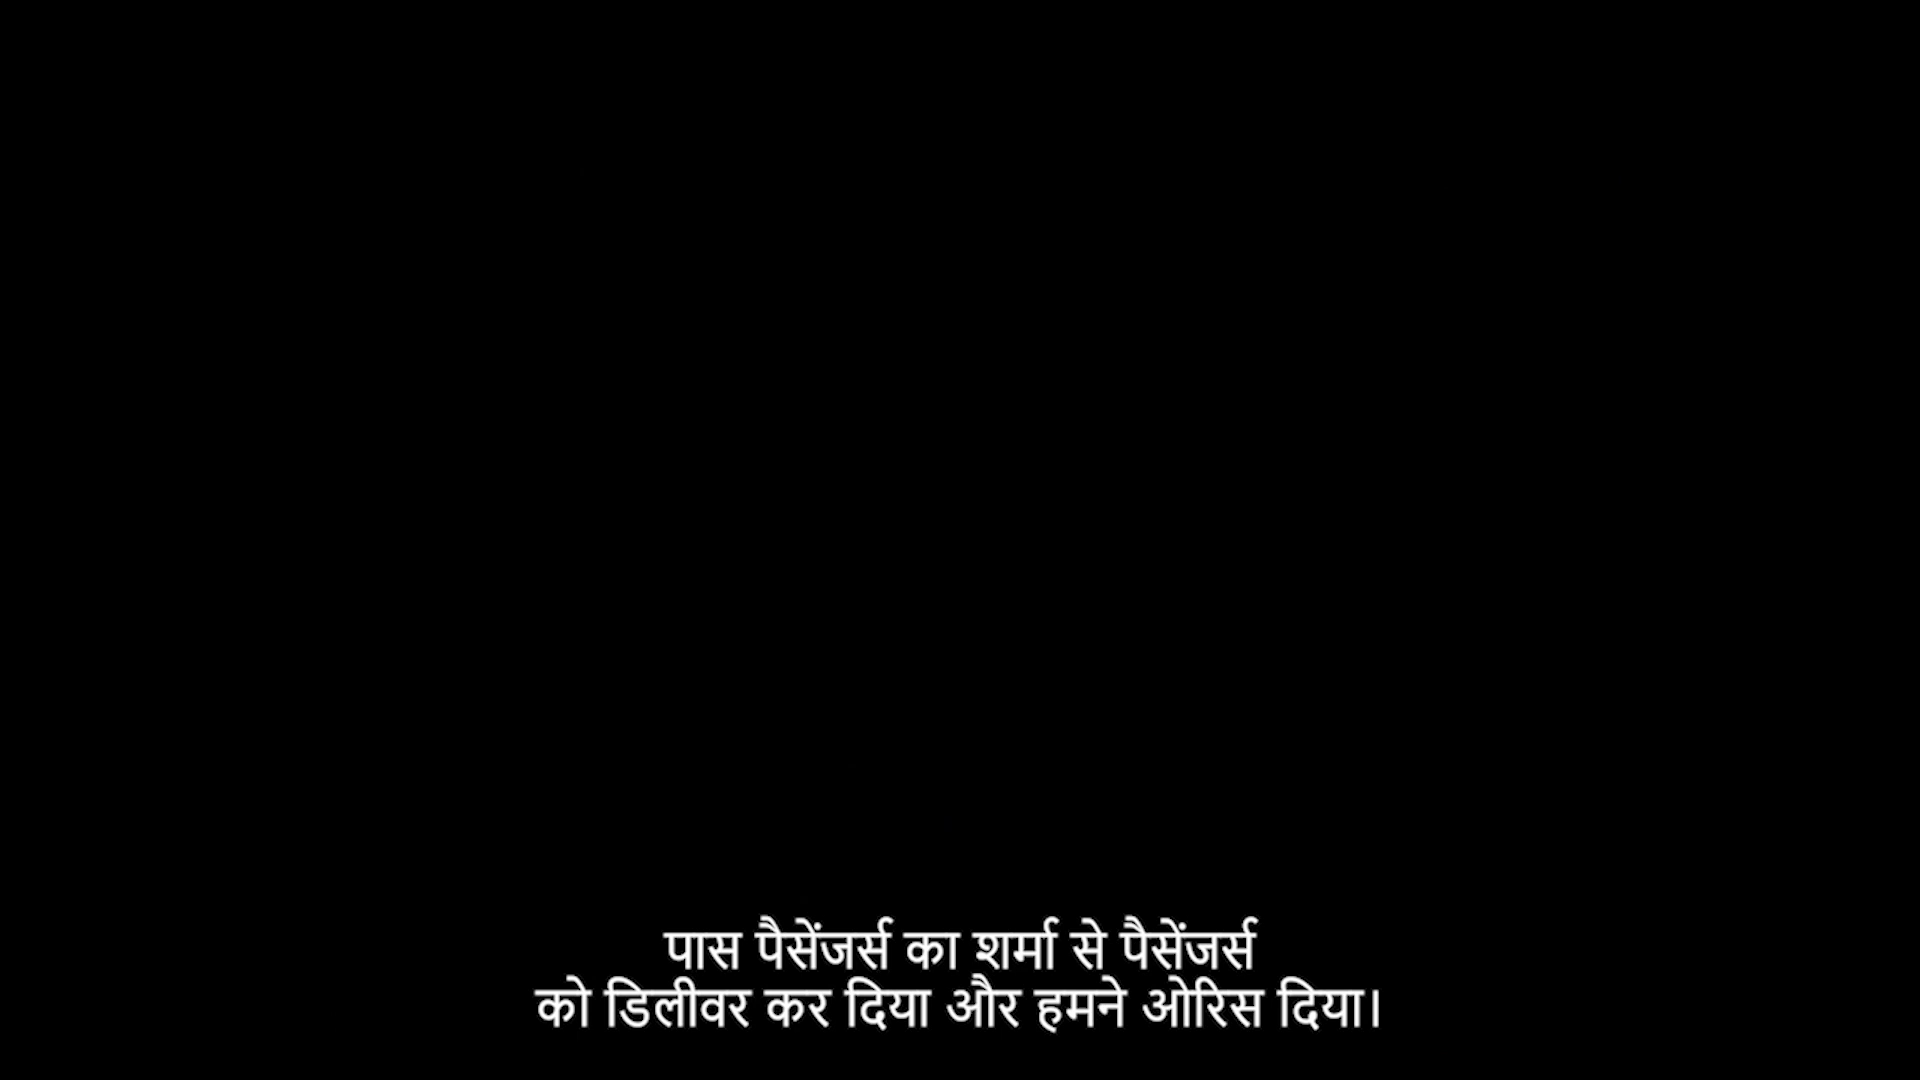 पास पैसेंजर्स का शर्मा से पैसेंजर्स
को डिलीवर कर दिया और हमने ओरिस दिया।